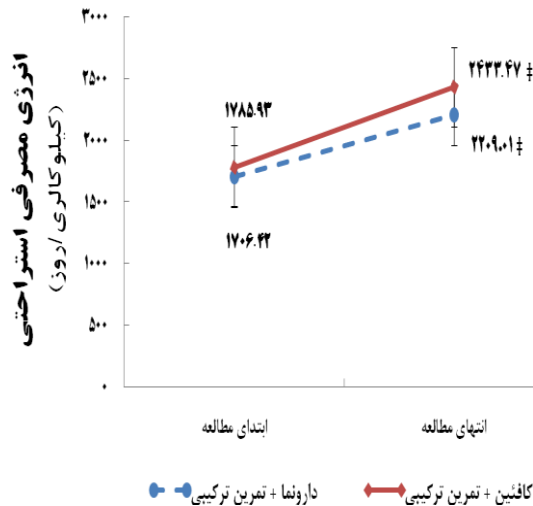 ۳۰۰۰
۲۵۰۰
۲۰۰۰
۱۵۰۰
۱۰۰۰
۵۰۰
۰
انرژی مصرفی استراحتی
(کیلوکالری/روز)
۱۷۸۵.۹۳
۱۷۰۶.۴۲
۲۴۳۳.۴۷ ‡
۲۲۰۹.۰۱ ‡
ابتدای مطالعه
انتهای مطالعه
کافئین + تمرین ترکیبی
دارونما + تمرین ترکیبی